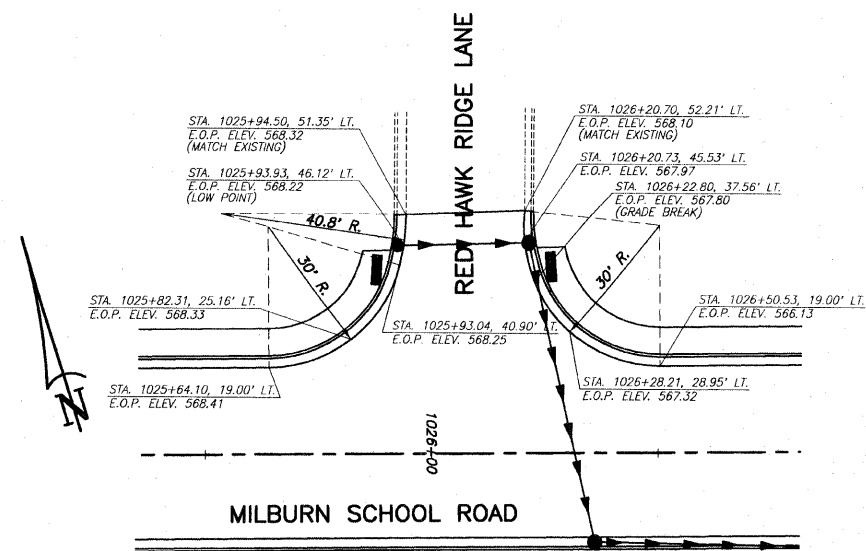 RED HAWK RIDGE LANE
STA. 1025+94.50, 51.35' LT.
E.O.P. ELEV. 568.32
(MATCH EXISTING)
STA. 1025+93.93, 46.12' LT.
E.O.P. ELEV. 568.22
(LOW POINT)
STA. 1026+20.70, 52.21' LT.
E.O.P. ELEV. 568.10
(MATCH EXISTING)
STA. 1026+20.73, 45.53' LT.
E.O.P. ELEV. 567.97
STA. 1026+22.80, 37.56' LT.
E.O.P. ELEV. 567.80
(GRADE BREAK)
40.8' R.
30' R.
30' R.
STA. 1025+82.31, 25.16' LT.
E.O.P. ELEV. 568.33
STA. 1025+93.04, 40.90' LT.
E.O.P. ELEV. 568.25
STA. 1026+50.53, 19.00' LT.
E.O.P. ELEV. 566.13
STA. 1025+64.10, 19.00' LT.
E.O.P. ELEV. 568.41
STA. 1026+28.21, 28.95' LT.
E.O.P. ELEV. 567.32
N
1026+00
MILBURN SCHOOL ROAD